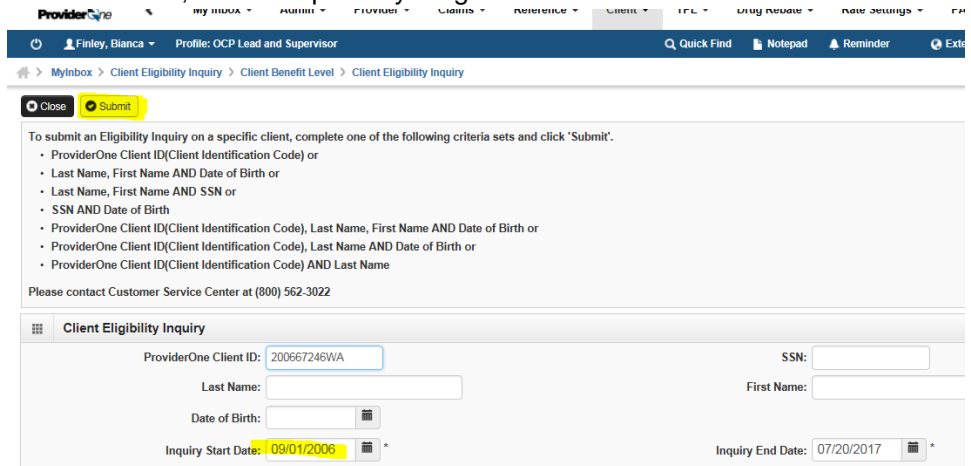 ProviderOne My Inbox Admin Provider Claims Reference Client TPL Drug Rebate Rate Settings
Finley, Bianca Profile: OCP Lead and Supervisor Quick Find Notepad Reminder Exte
MyInbox > Client Eligibility Inquiry > Client Benefit Level > Client Eligibility Inquiry
Close Submit
To submit an Eligibility Inquiry on a specific client, complete one of the following criteria sets and click 'Submit'.
• ProviderOne Client ID(Client Identification Code) or
• Last Name, First Name AND Date of Birth or
• Last Name, First Name AND SSN or
• SSN AND Date of Birth
• ProviderOne Client ID(Client Identification Code), Last Name, First Name AND Date of Birth or
• ProviderOne Client ID(Client Identification Code), Last Name AND Date of Birth or
• ProviderOne Client ID(Client Identification Code) AND Last Name
Please contact Customer Service Center at (800) 562-3022
Client Eligibility Inquiry
ProviderOne Client ID: 200667246WA SSN:
Last Name: First Name:
Date of Birth:
Inquiry Start Date: 09/01/2006 * Inquiry End Date: 07/20/2017 *